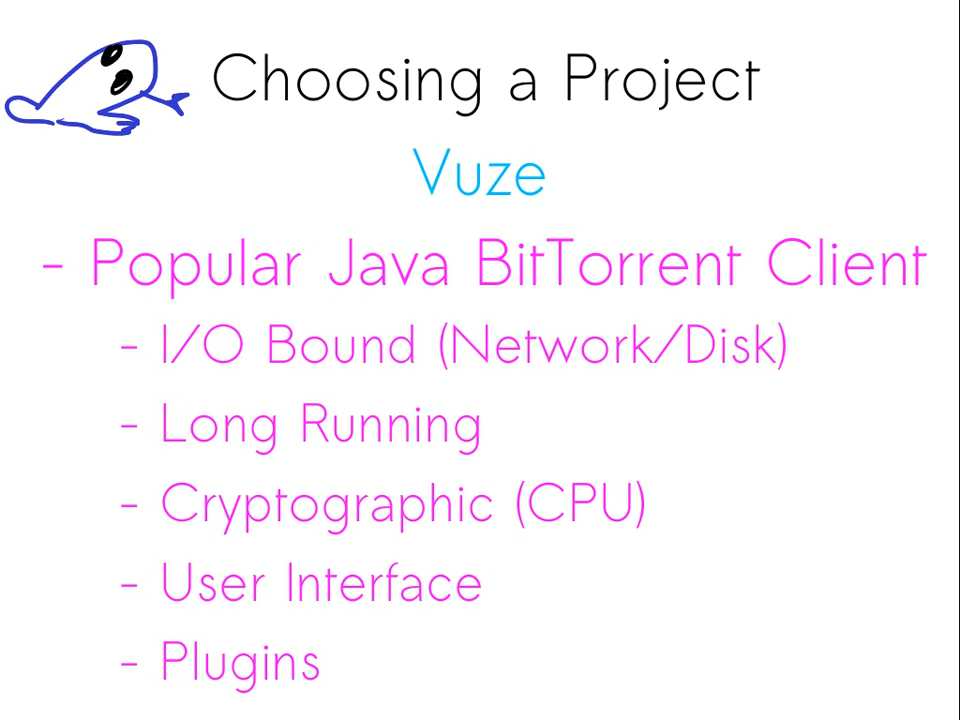 Choosing a Project
Vuze
- Popular Java BitTorrent Client
- I/O Bound (Network/Disk)
- Long Running
- Cryptographic (CPU)
- User Interface
- Plugins